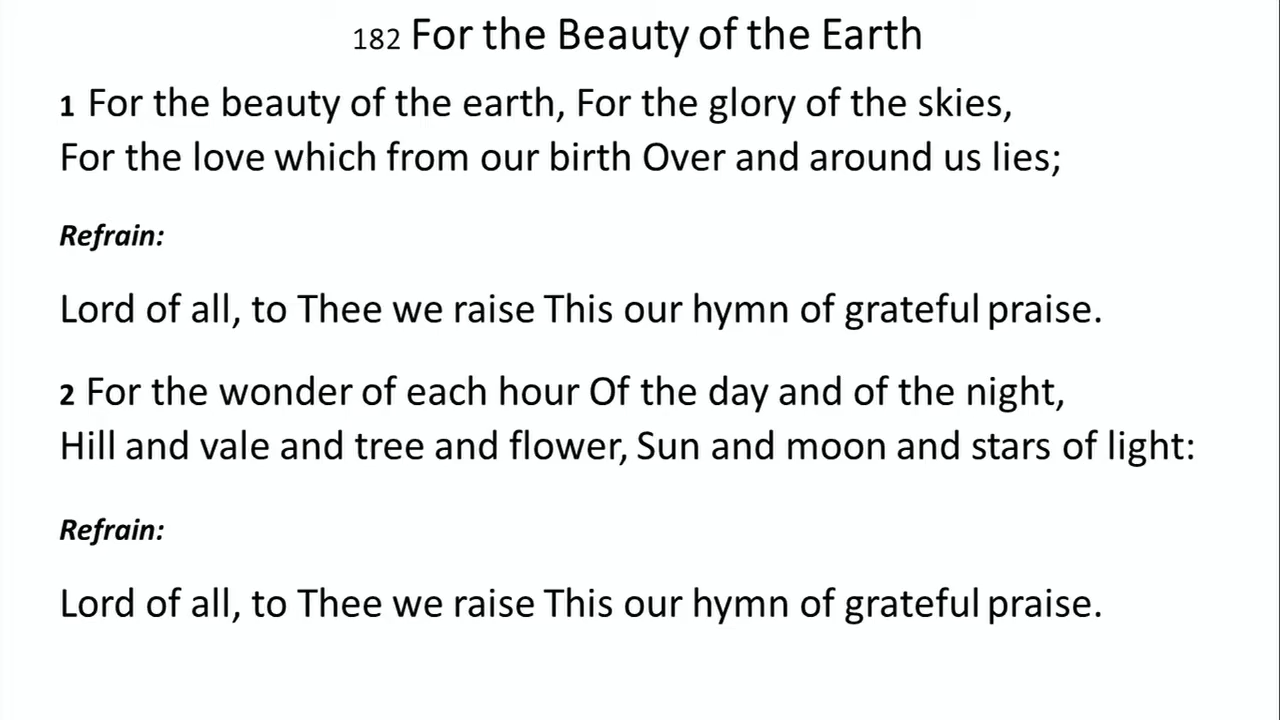 182 For the Beauty of the Earth
1 For the beauty of the earth, For the glory of the skies,
For the love which from our birth Over and around us lies;
Refrain:
Lord of all, to Thee we raise This our hymn of grateful praise.
2 For the wonder of each hour Of the day and of the night,
Hill and vale and tree and flower, Sun and moon and stars of light:
Refrain:
Lord of all, to Thee we raise This our hymn of grateful praise.